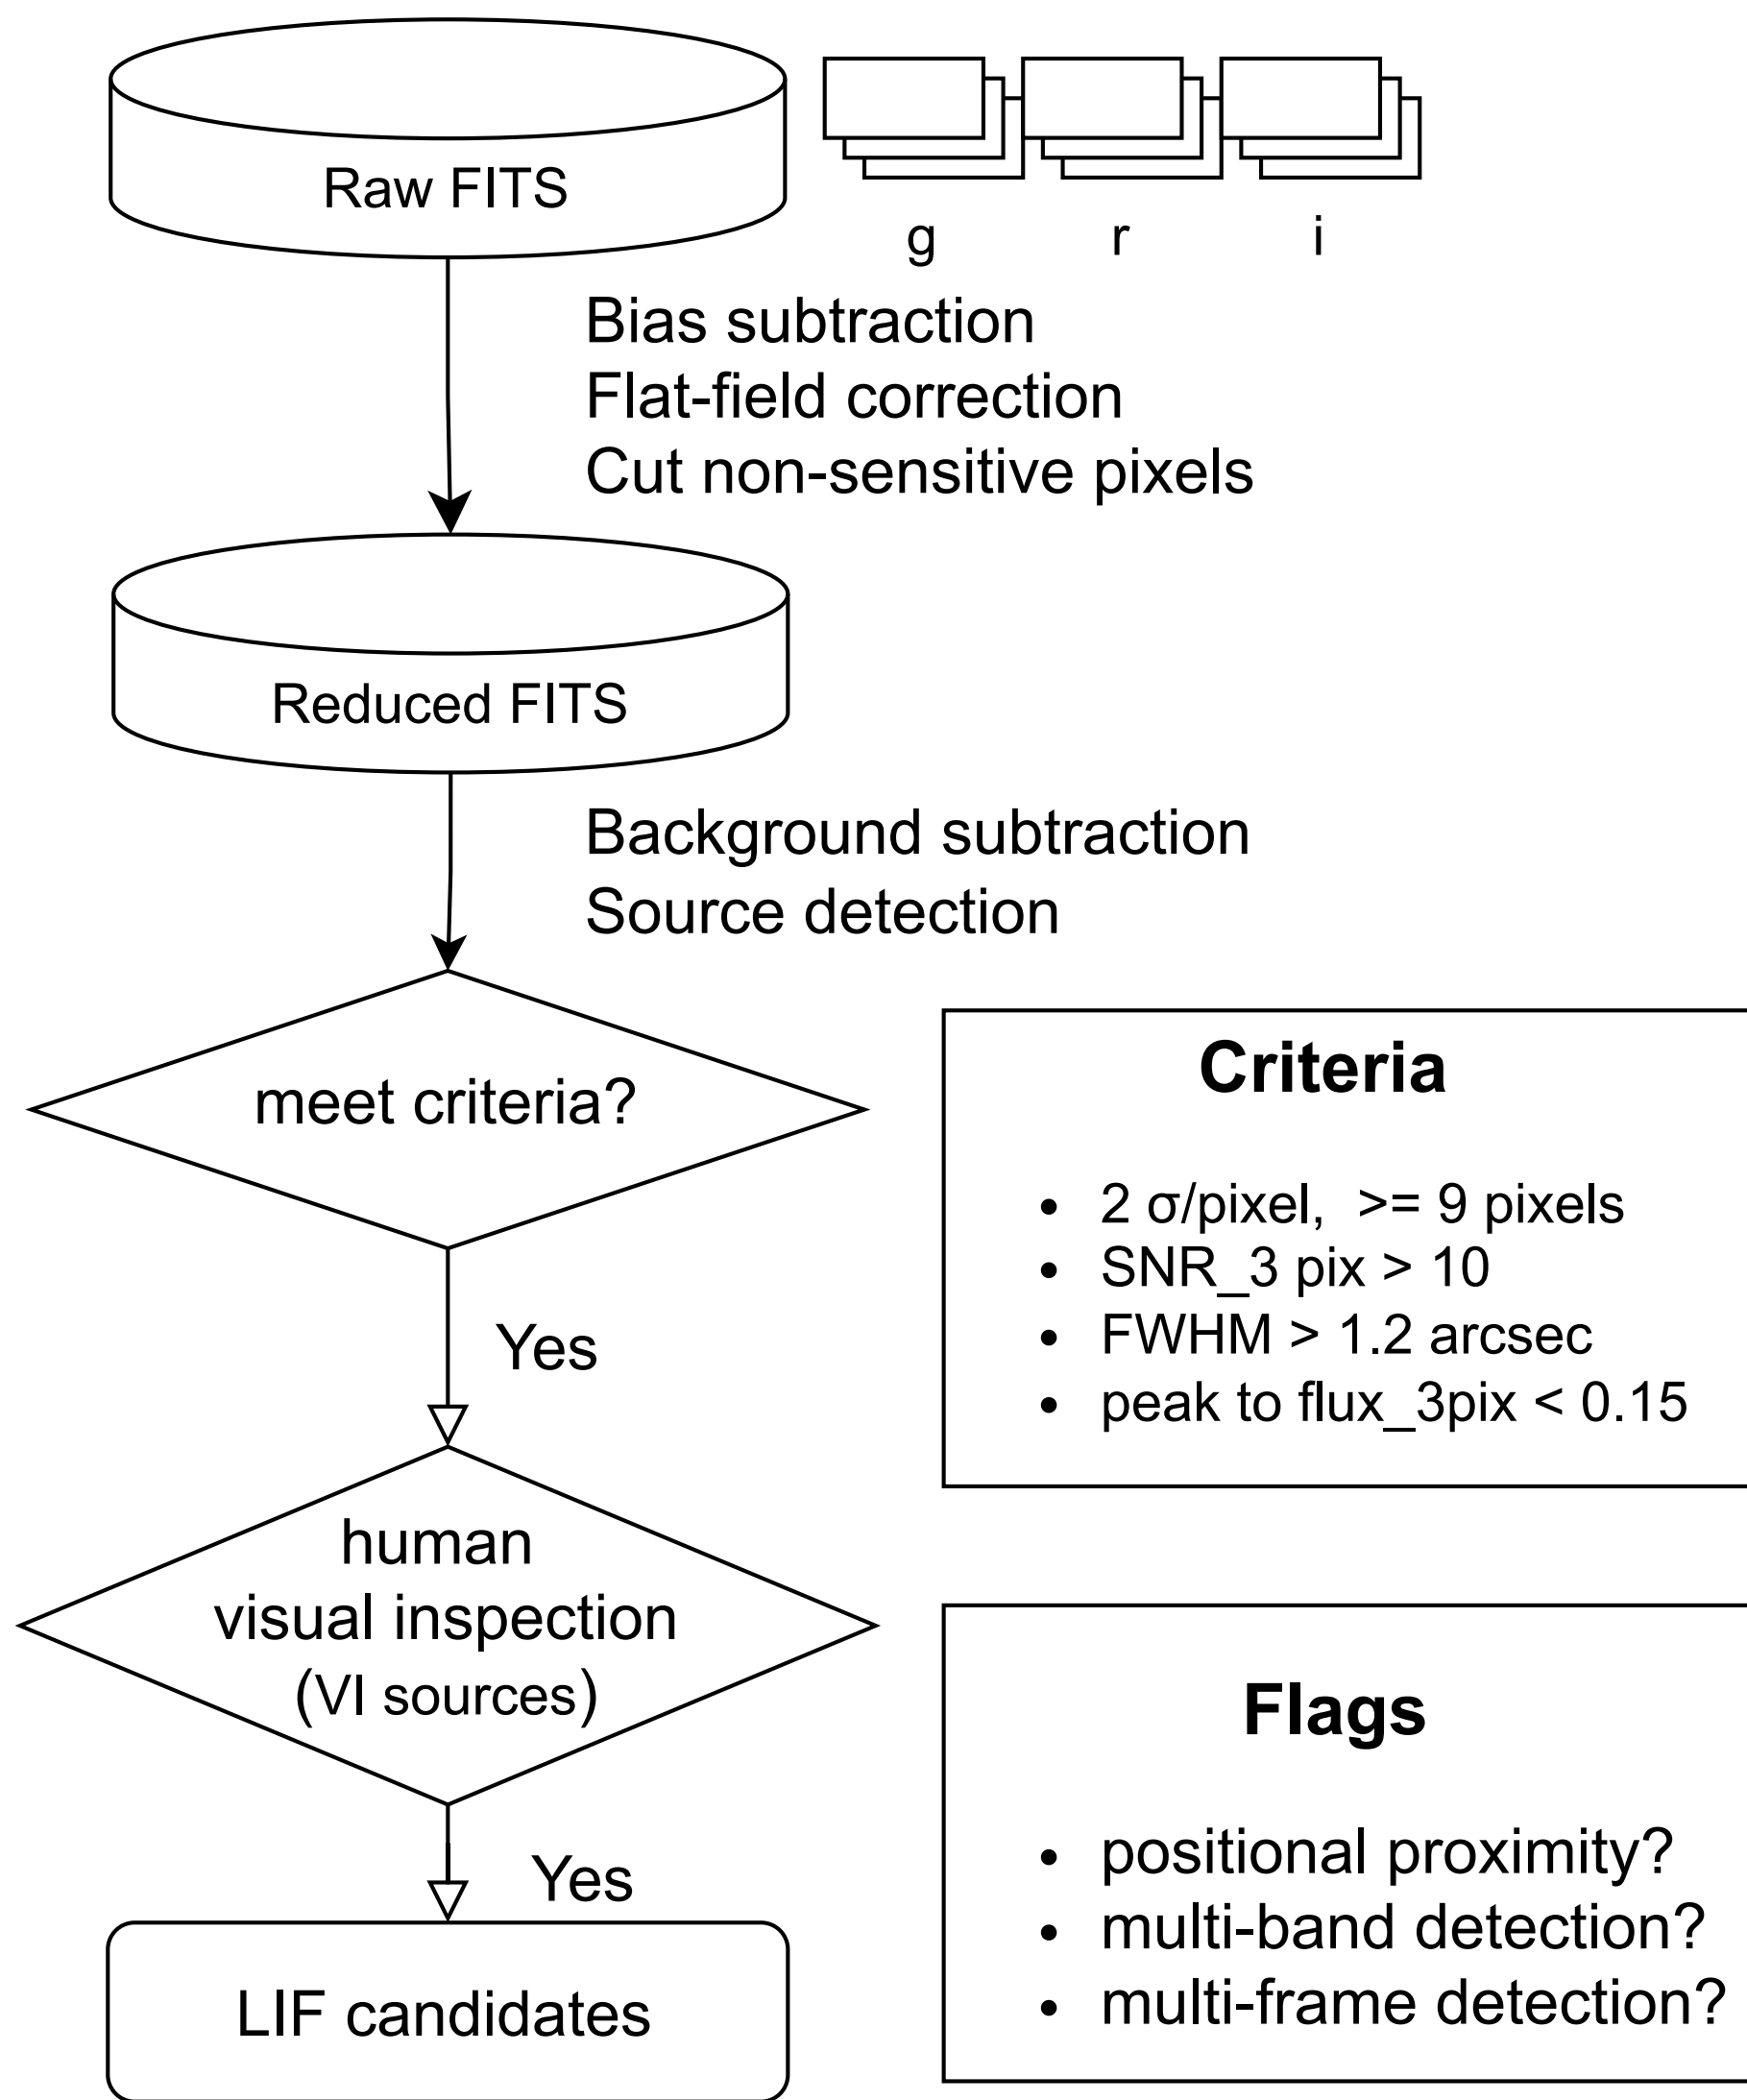 Raw FITS
g r i
Bias subtraction
Flat-field correction
Cut non-sensitive pixels
Reduced FITS
Background subtraction
Source detection
meet criteria?
Criteria
• 2 σ/pixel, >= 9 pixels
• SNR_3 pix > 10
• FWHM > 1.2 arcsec
• peak to flux_3pix < 0.15
Yes
human
visual inspection
(VI sources)
Flags
• positional proximity?
• multi-band detection?
• multi-frame detection?
Yes
LIF candidates